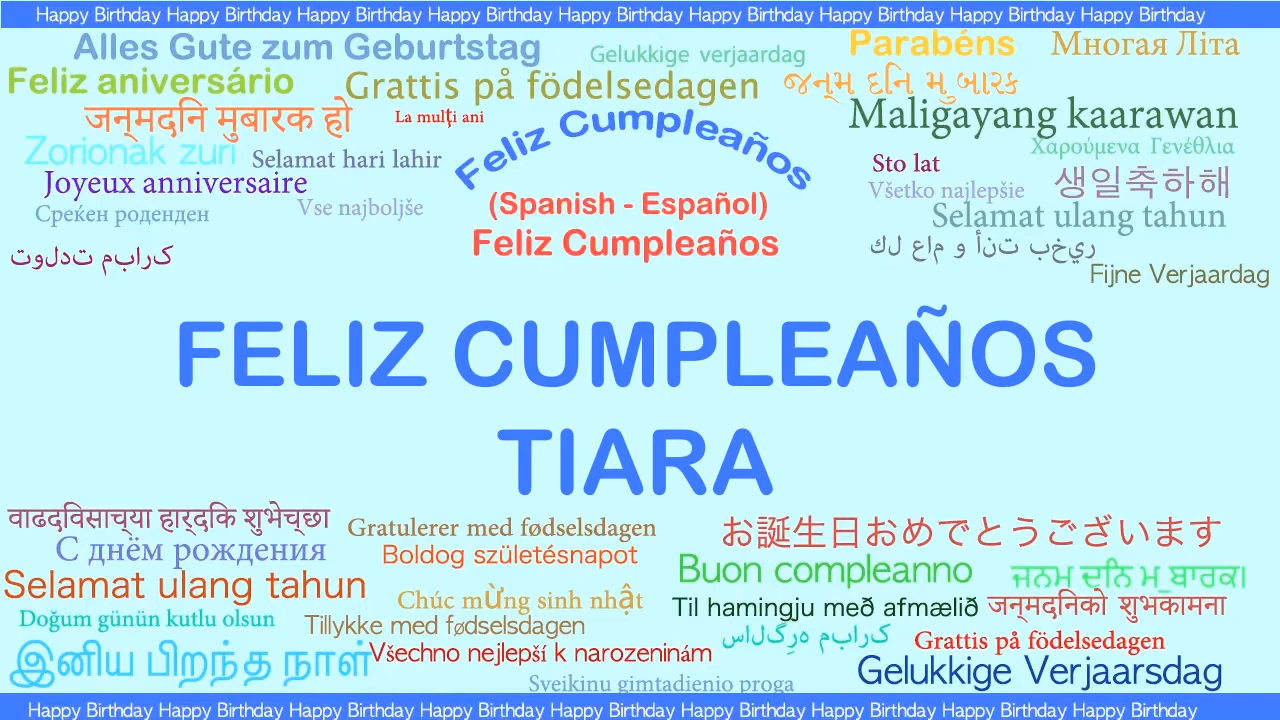 Happy Birthday Happy Birthday Happy Birthday Happy Birthday Happy Birthday Happy Birthday Happy Birthday Happy Birthday Happy Birthday
Alles Gute zum Geburtstag
Gelukkige verjaardag
Parabéns
Многая Літа
Feliz aniversário
Grattis på födelsedagen
જન્મ દિન મુબારક
जन्मदिन मुबारक हो
La mulţi ani
Feliz Cumpleaños
Maligayang kaarawan
Zorionak zuri
Selamat hari lahir
Sto lat
Χαρούμενα Γενέθλια
Joyeux anniversaire
(Spanish - Español)
Všetko najlepšie
생일축하해
Среќен роденден
Vse najboljše
Feliz Cumpleaños
Selamat ulang tahun
تولدت مبارک
كل عام و أنت بخير
Fijne Verjaardag
FELIZ CUMPLEAÑOS
TIARA
वाढदविसाच्या हार्दकि शुभेच्छा
Gratulerer med fødselsdagen
お誕生日おめでとうございます
С днём рождения
Boldog születésnapot
Selamat ulang tahun
Buon compleanno
ਜਨਮ ਦਨਿ ਮੁਬਾਰਕ।
Chúc mừng sinh nhật
Til hamingju með afmælið
जन्मदनिको शुभकामना
Doğum günün kutlu olsun
Tillykke med fødselsdagen
سالگرہ مبارک
Grattis på födelsedagen
இனிய பிறந்த நாள்
Všechno nejlepší k narozeninám
Gelukkige Verjaarsdag
Sveikinu gimtadienio proga
Happy Birthday Happy Birthday Happy Birthday Happy Birthday Happy Birthday Happy Birthday Happy Birthday Happy Birthday Happy Birthday